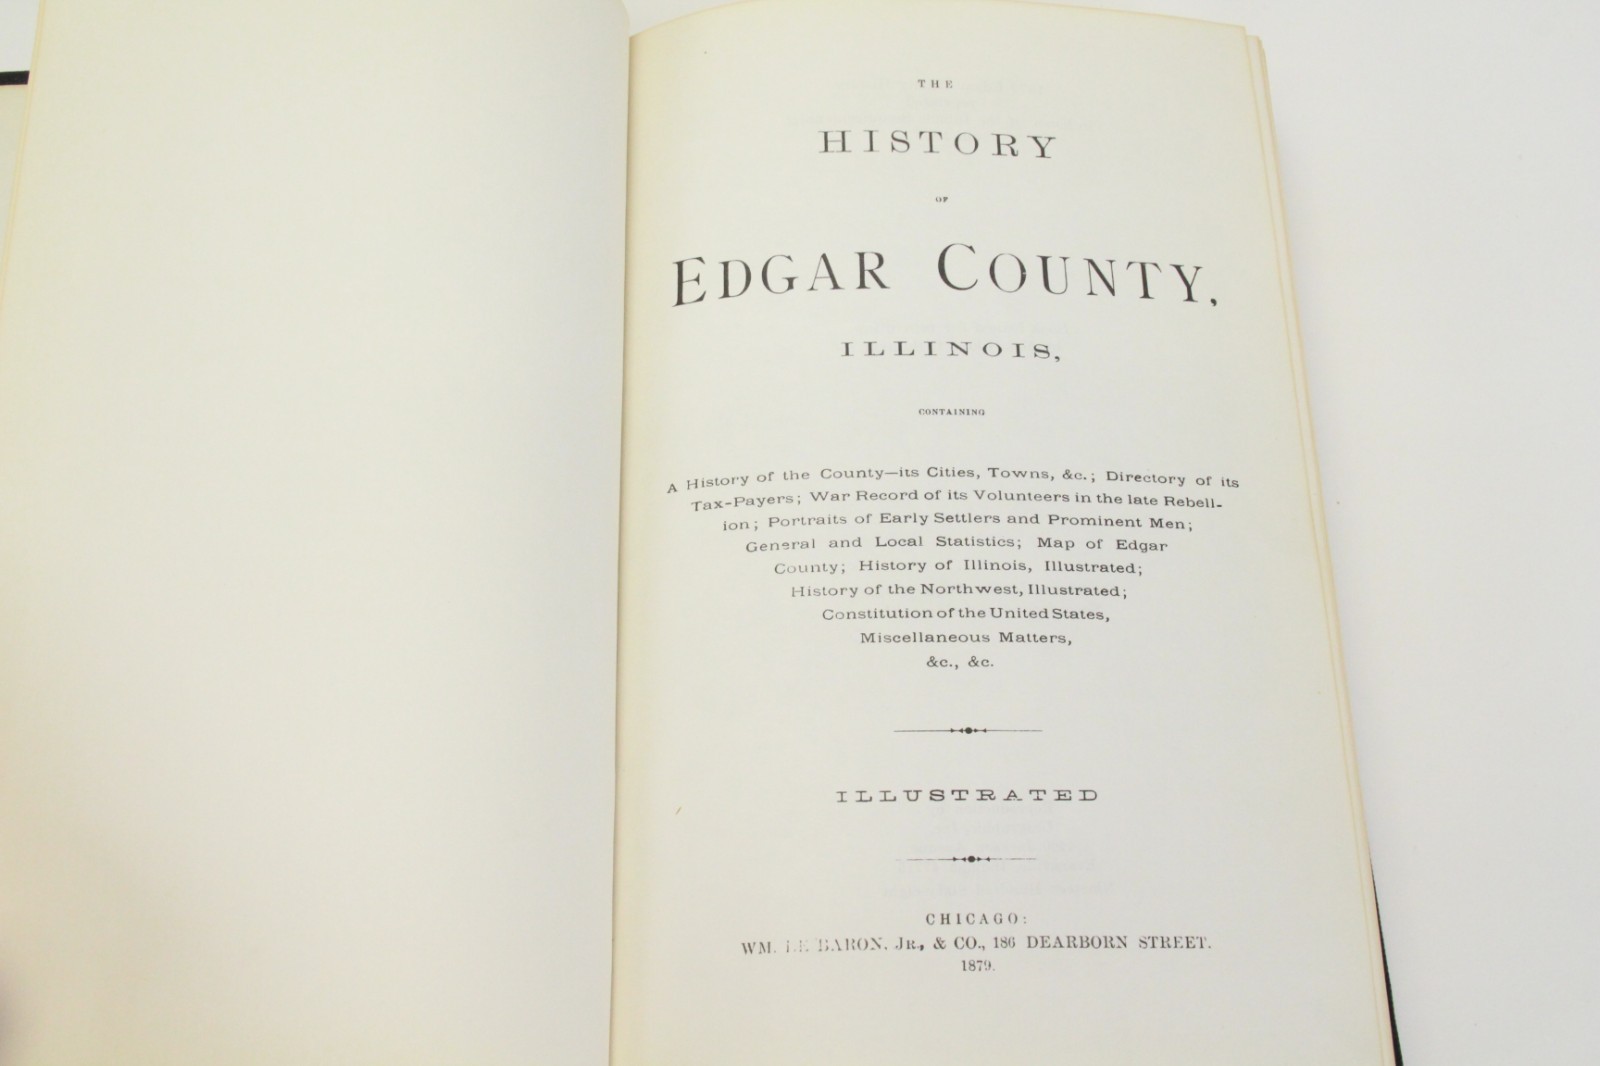 THE
HISTORY
OF
EDGAR COUNTY,
ILLINOIS,
CONTAINING
A History of the County—its Cities, Towns, &c.; Directory of its
Tax-Payers; War Record of its Volunteers in the late Rebell-
ion; Portraits of Early Settlers and Prominent Men;
General and Local Statistics; Map of Edgar
County; History of Illinois, Illustrated;
History of the Northwest, Illustrated;
Constitution of the United States,
Miscellaneous Matters,
&c., &c.
ILLUSTRATED
CHICAGO:
WM. LE BARON, JR., & CO., 186 DEARBORN STREET.
1879.